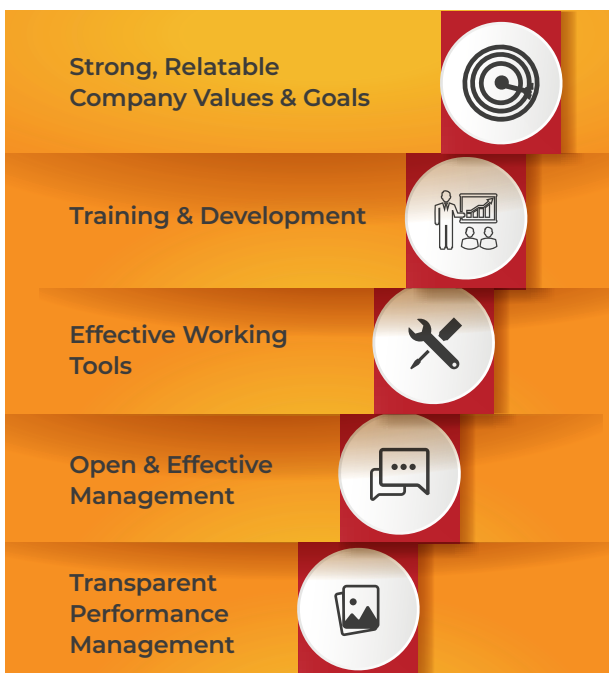 Strong, Relatable
Company Values & Goals
Training & Development
Effective Working
Tools
Open & Effective
Management
Transparent
Performance
Management